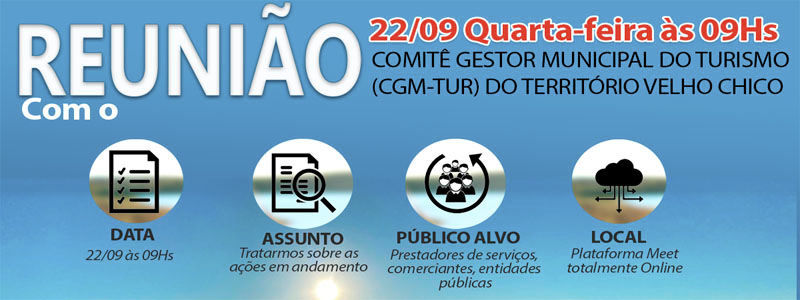 REUNIÃO
Com o
22/09 Quarta-feira às 09Hs
COMITÊ GESTOR MUNICIPAL DO TURISMO
(CGM-TUR) DO TERRITÓRIO VELHO CHICO
DATA
22/09 às 09Hs
ASSUNTO
Tratarmos sobre as
ações em andamento
PÚBLICO ALVO
Prestadores de serviços,
comerciantes, entidades
públicas
LOCAL
Plataforma Meet
totalmente Online